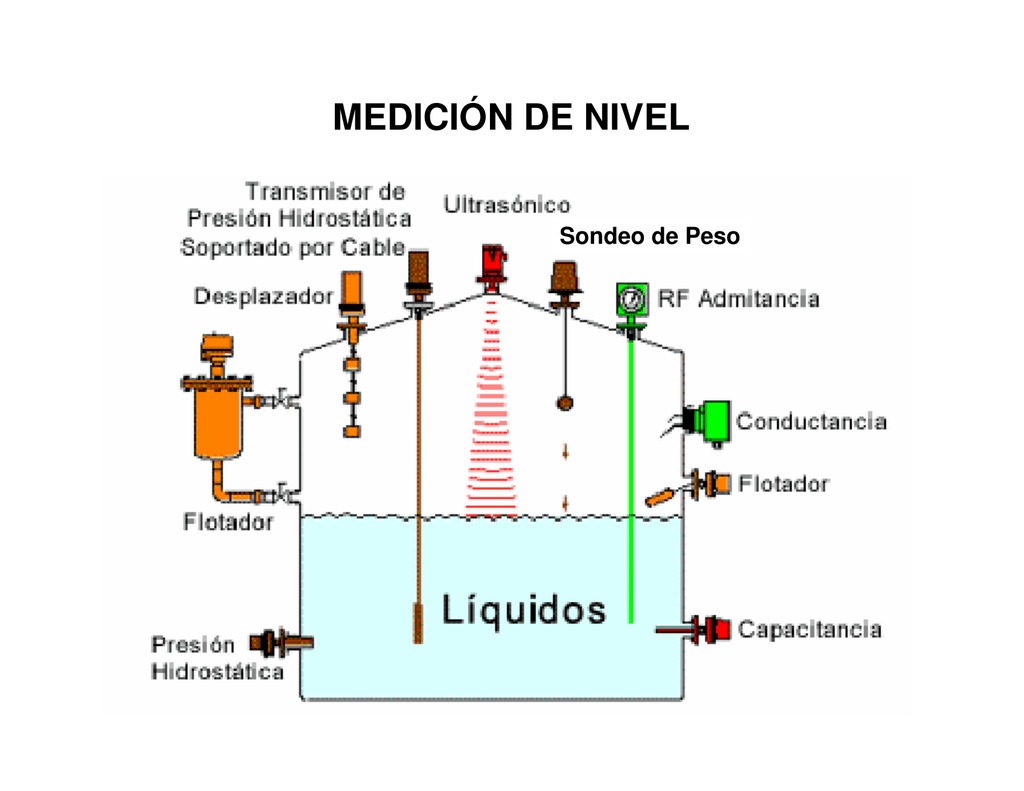 MEDICIÓN DE NIVEL
Transmisor de
Presión Hidrostática
Soportado por Cable
Ultrasónico
Sondeo de Peso
Desplazador
RF Admitancia
Conductancia
Flotador
Flotador
Líquidos
Presión
Hidrostática
Capacitancia